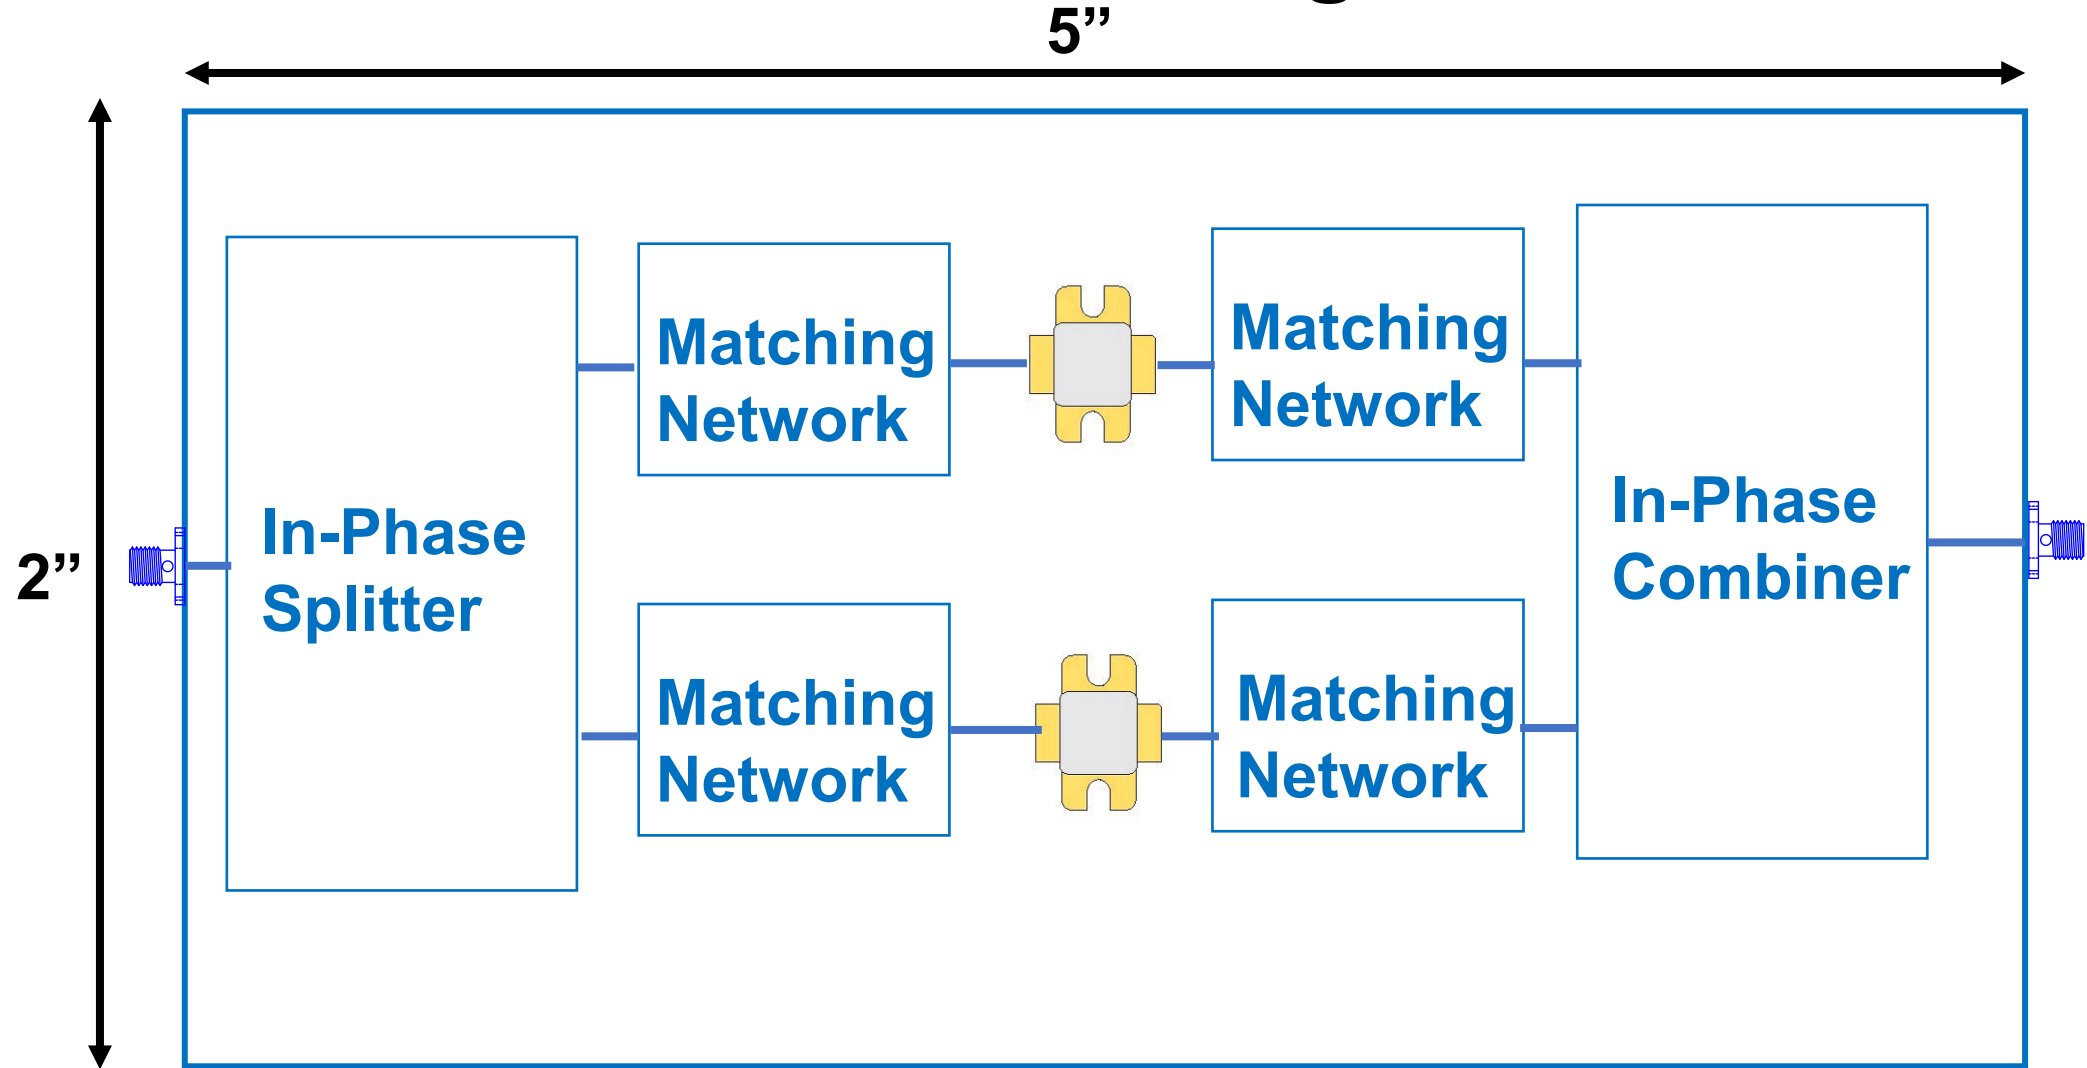 5”
2”
In-Phase
Splitter
Matching
Network
Matching
Network
Matching
Network
Matching
Network
In-Phase
Combiner